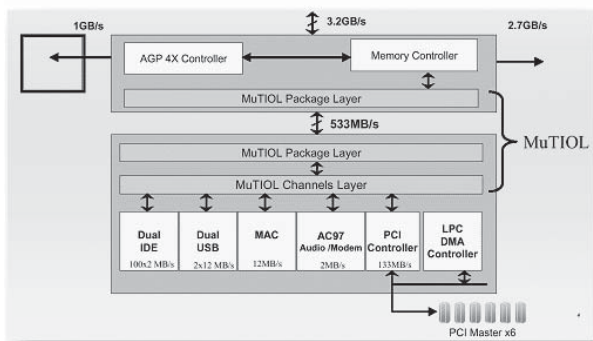 1GB/s
3.2GB/s
2.7GB/s
AGP 4X Controller
Memory Controller
MuTIOL Package Layer
533MB/s
MuTIOL
MuTIOL Package Layer
MuTIOL Channels Layer
Dual
IDE
100x2 MB/s
Dual
USB
2x12 MB/s
MAC
12MB/s
AC97
Audio /Modem
2MB/s
PCI
Controller
133MB/s
LPC
DMA
Controller
PCI Master x6